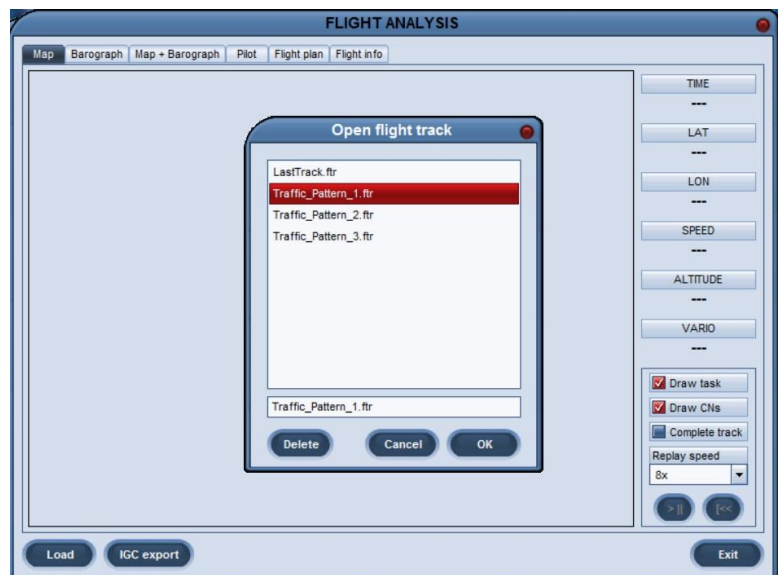 FLIGHT ANALYSIS
Map Barograph Map + Barograph Pilot Flight plan Flight info
Open flight track
LastTrack.ftr
Traffic_Pattern_1.ftr
Traffic_Pattern_2.ftr
Traffic_Pattern_3.ftr
Traffic_Pattern_1.ftr
Delete Cancel OK
TIME
---
LAT
---
LON
---
SPEED
---
ALTITUDE
---
VARIO
---
Draw task
Draw CNs
Complete track
Replay speed
8x
>|| [<<
Load IGC export Exit